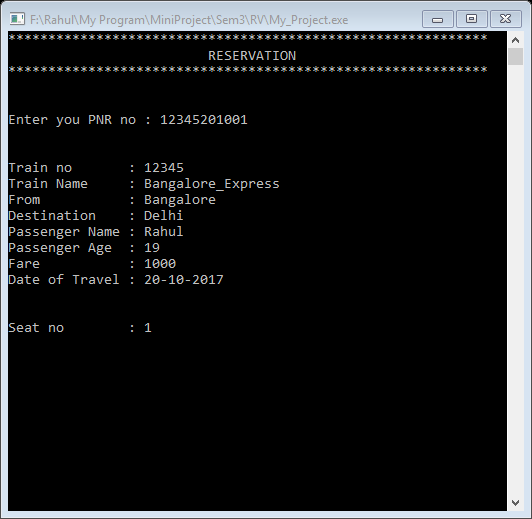 F:\Rahul\My Program\MiniProject\Sem3\RV\My_Project.exe
************************************************************
RESERVATION
************************************************************
Enter you PNR no : 12345201001
Train no : 12345
Train Name : Bangalore_Express
From : Bangalore
Destination : Delhi
Passenger Name : Rahul
Passenger Age : 19
Fare : 1000
Date of Travel : 20-10-2017
Seat no : 1